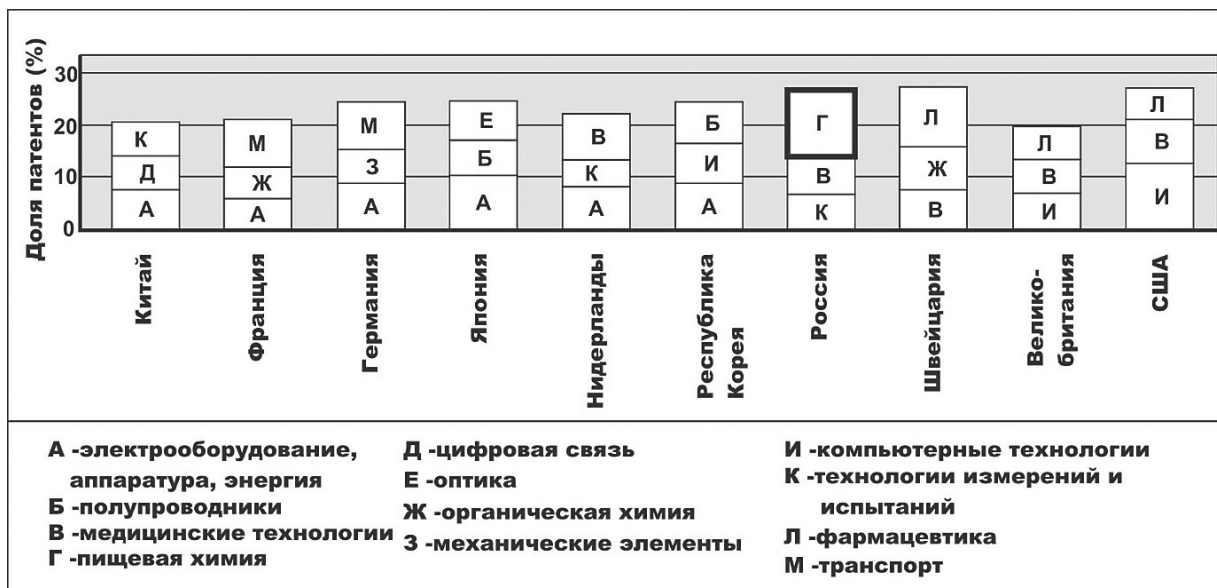 Доля патентов (%)
30
20
10
0
К
Д
А
М
Ж
А
М
З
А
Е
Б
А
В
К
А
Б
И
А
Г
В
К
Л
Ж
В
Л
В
И
Л
В
И
Китай
Франция
Германия
Япония
Нидерланды
Республика
Корея
Россия
Швейцария
Велико-
британия
США
А -электрооборудование,
аппаратура, энергия
Б -полупроводники
В -медицинские технологии
Г -пищевая химия
Д -цифровая связь
Е -оптика
Ж -органическая химия
З -механические элементы
И -компьютерные технологии
К -технологии измерений и
испытаний
Л -фармацевтика
М -транспорт